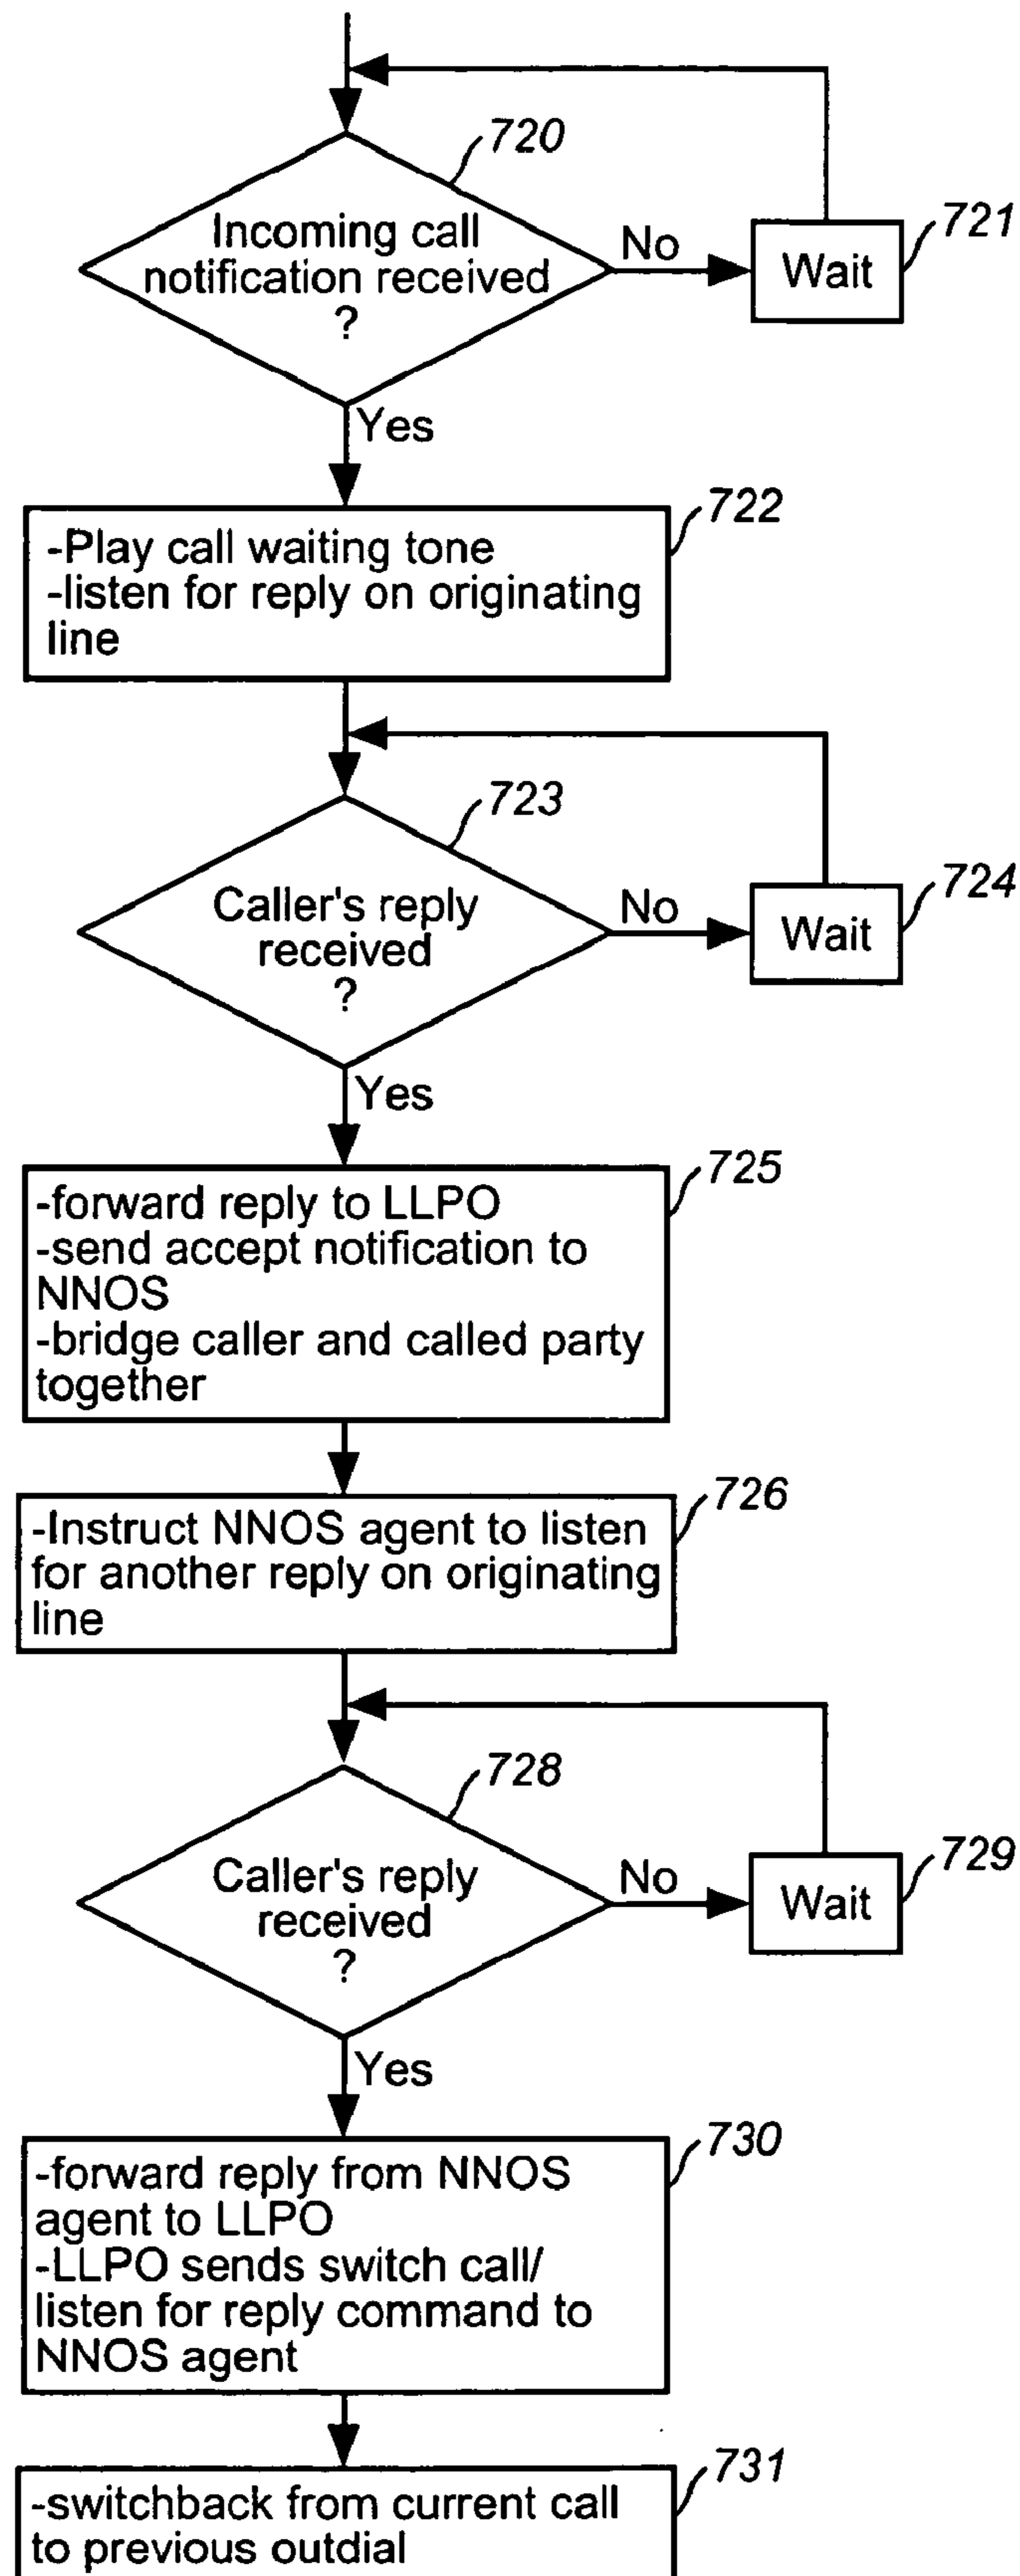 720
Incoming call
notification received
?
No
Wait
721
Yes
722
-Play call waiting tone
-listen for reply on originating
line
723
Caller's reply
received
?
No
Wait
724
Yes
725
-forward reply to LLPO
-send accept notification to
NNOS
-bridge caller and called party
together
726
-Instruct NNOS agent to listen
for another reply on originating
line
728
Caller's reply
received
?
No
Wait
729
Yes
730
-forward reply from NNOS
agent to LLPO
-LLPO sends switch call/
listen for reply command to
NNOS agent
731
-switchback from current call
to previous outdial